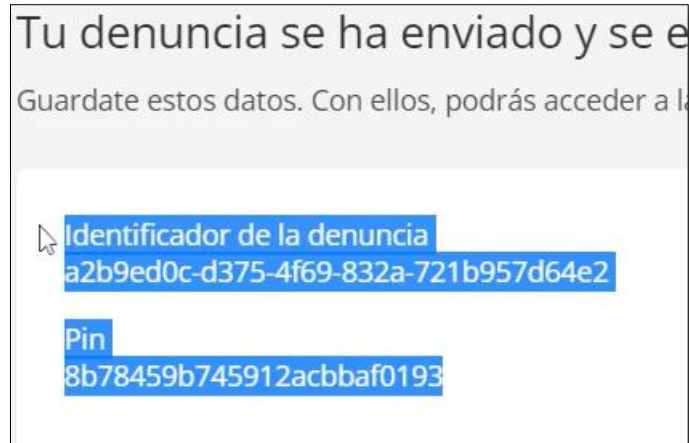 Tu denuncia se ha enviado y se
Guardate estos datos. Con ellos, podrás acceder a
Identificador de la denuncia
a2b9ed0c-d375-4f69-832a-721b957d64e2
Pin
8b78459b745912acbbaf0193